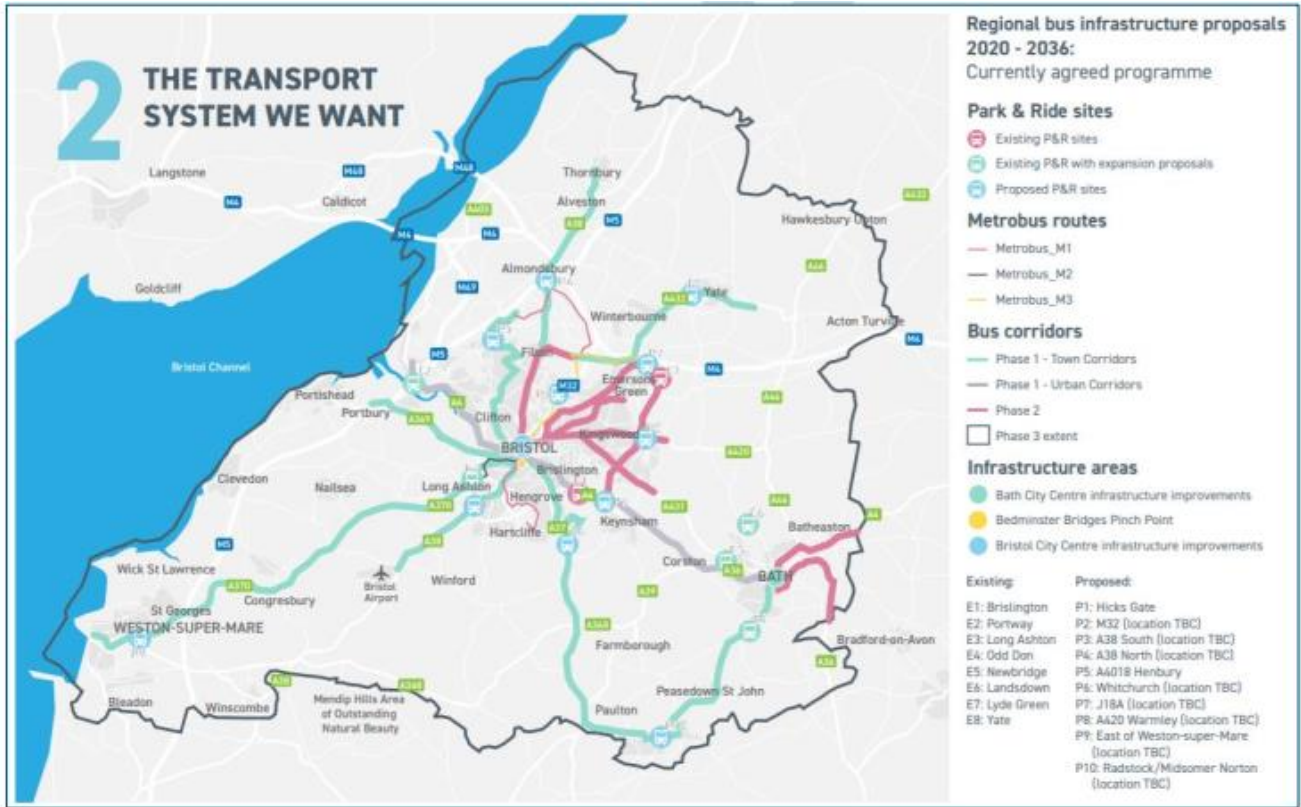 2
THE TRANSPORT
SYSTEM WE WANT
Langstone
M48
M4
Caldicot
M48
M4
Goldcliff
Bristol Channel
Thornbury
Alveston
A38
M5
A403
M4
Almondsbury
M49
Hawkesbury Upton
A433
A46
A432
Yate
Winterbourne
Acton Turville
M4
M5
Filton
M32
Emersons
Green
M4
Portishead
Portbury
A369
A4
Clifton
Kingswood
A46
BRISTOL
A420
Clevedon
Nailsea
Long Ashton
Brislington
Hengrove
A4
A370
Hartcliffe
A37
Keynsham
A431
A46
Batheaston
A4
M5
A38
Corston
A36
BATH
Wick St Lawrence
A370
Congresbury
Bristol
Airport
Winford
A39
St Georges
WESTON-SUPER-MARE
A368
Farmborough
Bradford-on-Avon
A36
Bleadon
Winscombe
A38
A368
Mendip Hills Area
of Outstanding
Natural Beauty
Paulton
Peasedown St John
Regional bus infrastructure proposals
2020 - 2036:
Currently agreed programme
Park & Ride sites
Existing P&R sites
Existing P&R with expansion proposals
Proposed P&R sites
Metrobus routes
Metrobus_M1
Metrobus_M2
Metrobus_M3
Bus corridors
Phase 1 - Town Corridors
Phase 1 - Urban Corridors
Phase 2
Phase 3 extent
Infrastructure areas
Bath City Centre infrastructure improvements
Bedminster Bridges Pinch Point
Bristol City Centre infrastructure improvements
Existing:
E1: Brislington
E2: Portway
E3: Long Ashton
E4: Odd Don
E5: Newbridge
E6: Landsdown
E7: Lyde Green
E8: Yate
Proposed:
P1: Hicks Gate
P2: M32 (location TBC)
P3: A38 South (location TBC)
P4: A38 North (location TBC)
P5: A4018 Henbury
P6: Whitchurch (location TBC)
P7: J18A (location TBC)
P8: A420 Warmley (location TBC)
P9: East of Weston-super-Mare
(location TBC)
P10: Radstock/Midsomer Norton
(location TBC)